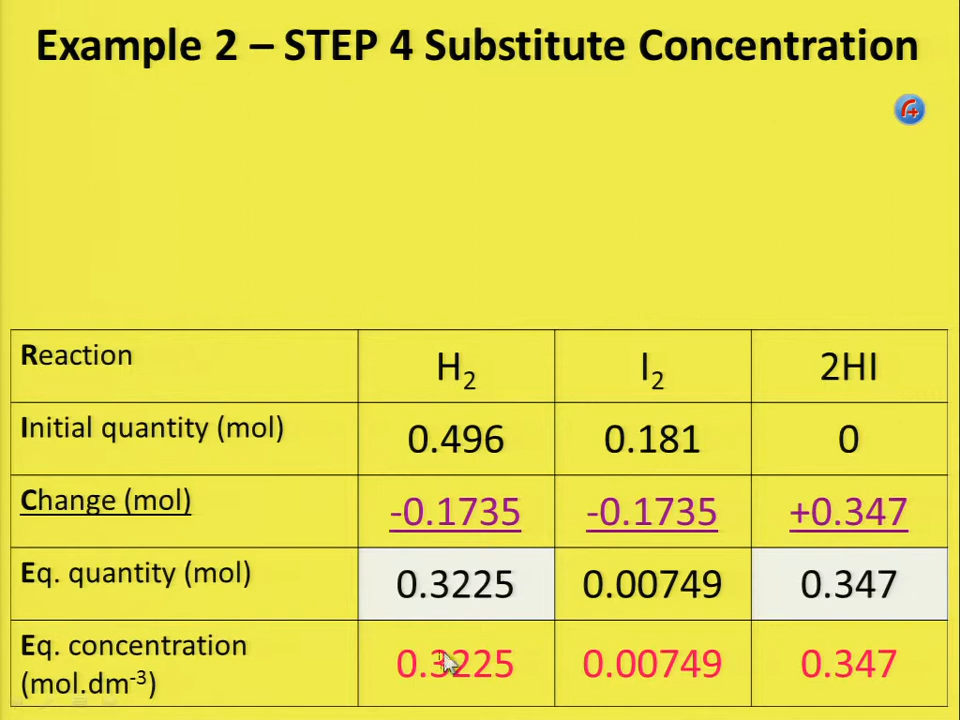 Example 2 – STEP 4 Substitute Concentration
Reaction H₂ I₂ 2HI
Initial quantity (mol) 0.496 0.181 0
Change (mol) -0.1735 -0.1735 +0.347
Eq. quantity (mol) 0.3225 0.00749 0.347
Eq. concentration
(mol.dm⁻³) 0.3225 0.00749 0.347